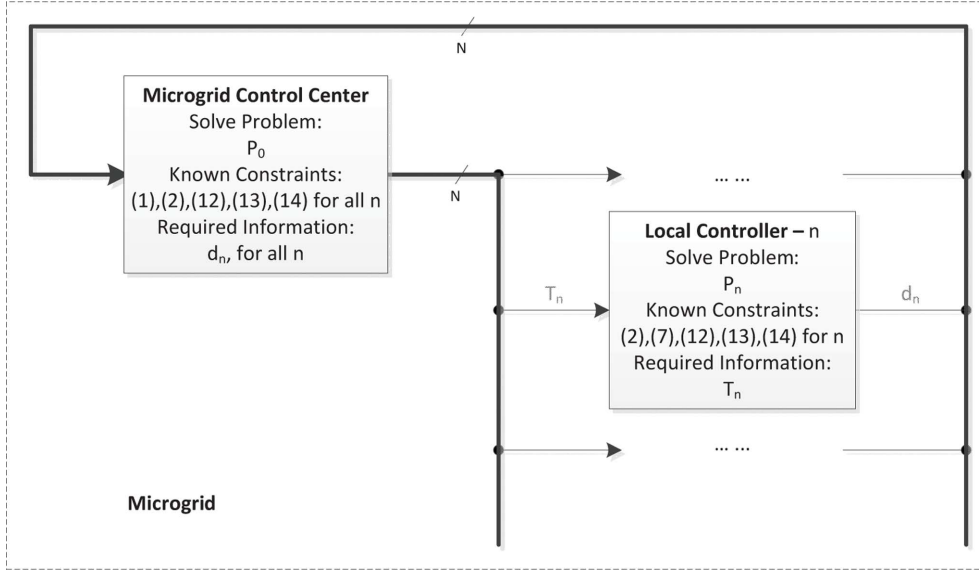 N
Microgrid Control Center
Solve Problem:
P₀
Known Constraints:
(1),(2),(12),(13),(14) for all n
Required Information:
dₙ, for all n
N
... ...
Local Controller – n
Solve Problem:
Pₙ
Known Constraints:
(2),(7),(12),(13),(14) for n
Required Information:
Tₙ
Tₙ
dₙ
... ...
Microgrid